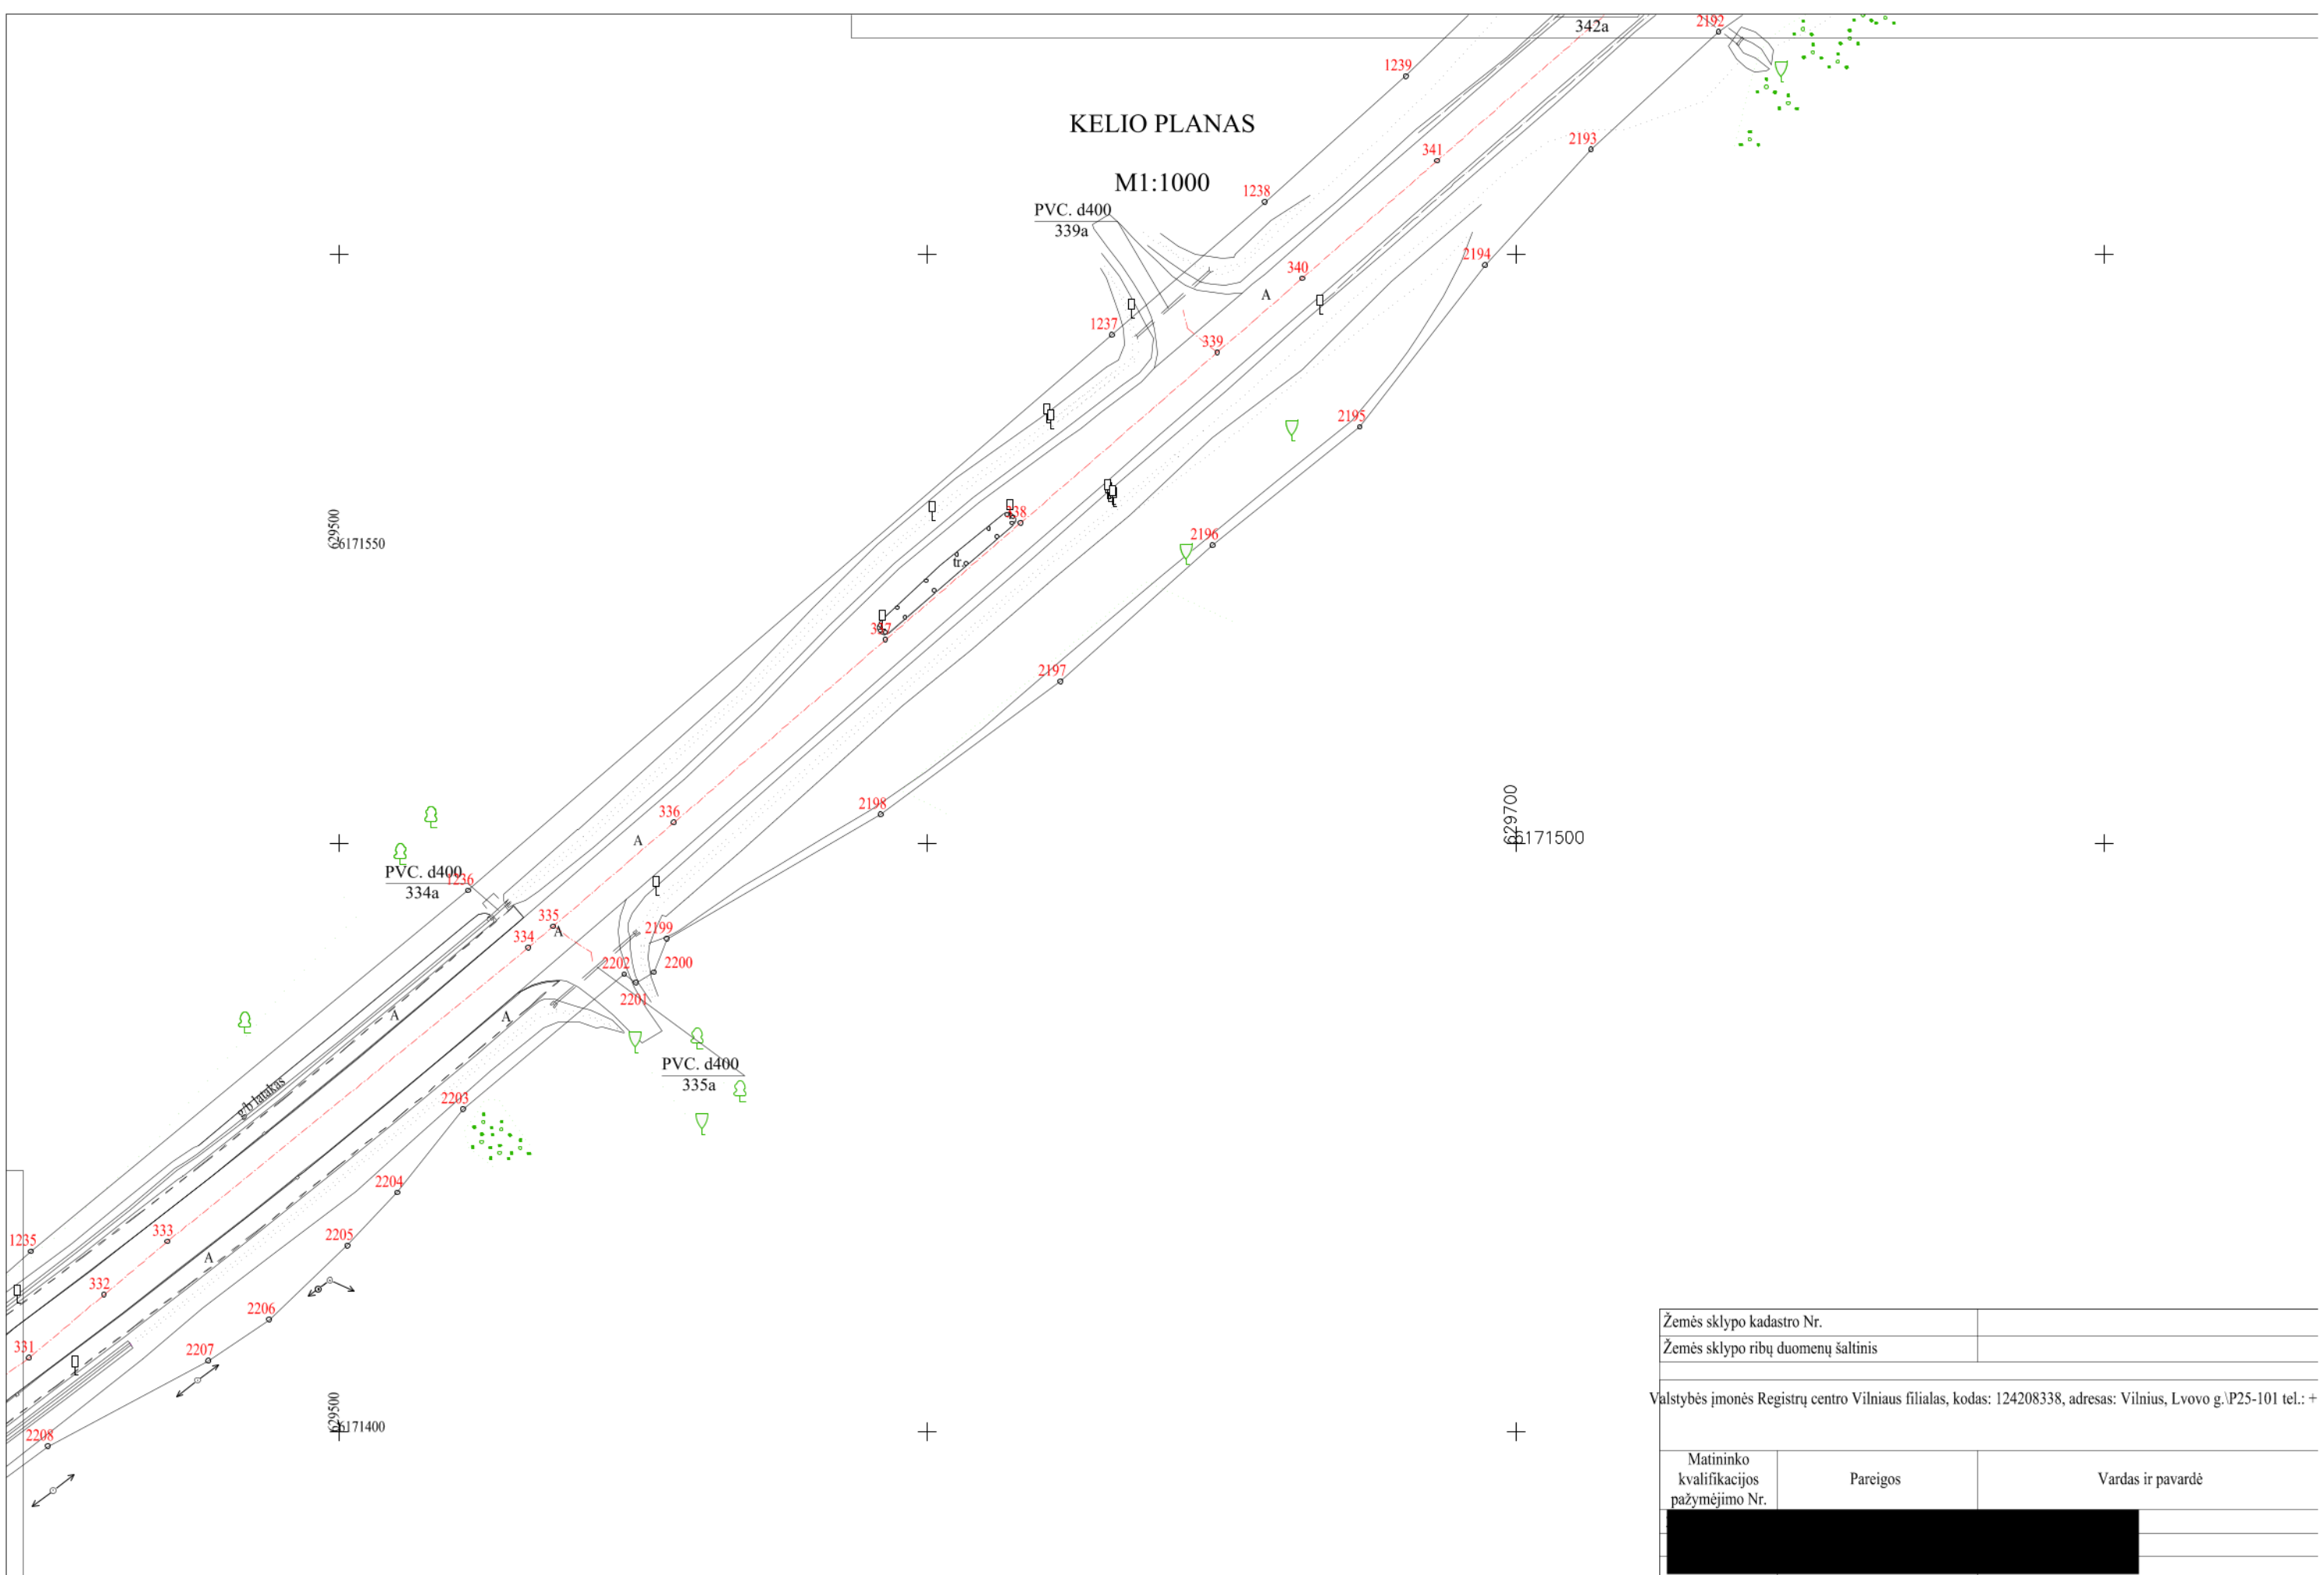 342a
2192
1239
KELIO PLANAS
2193
341
M1:1000
1238
PVC. d400
339a
2194
340
A
1237
339
2195
338
2196
629500
6171550
tr.
337
2197
629700
6171500
336
2198
A
PVC. d400
334a
1236
335
A
334
2199
2202
2200
2201
A
A
PVC. d400
335a
g/b latakas
2203
2204
333
1235
2205
A
332
2206
331
2207
629500
6171400
2208
Žemės sklypo kadastro Nr.
Žemės sklypo ribų duomenų šaltinis
Valstybės įmonės Registrų centro Vilniaus filialas, kodas: 124208338, adresas: Vilnius, Lvovo g.\P25-101 tel.: +
Matininko
kvalifikacijos
pažymėjimo Nr.
Pareigos
Vardas ir pavardė